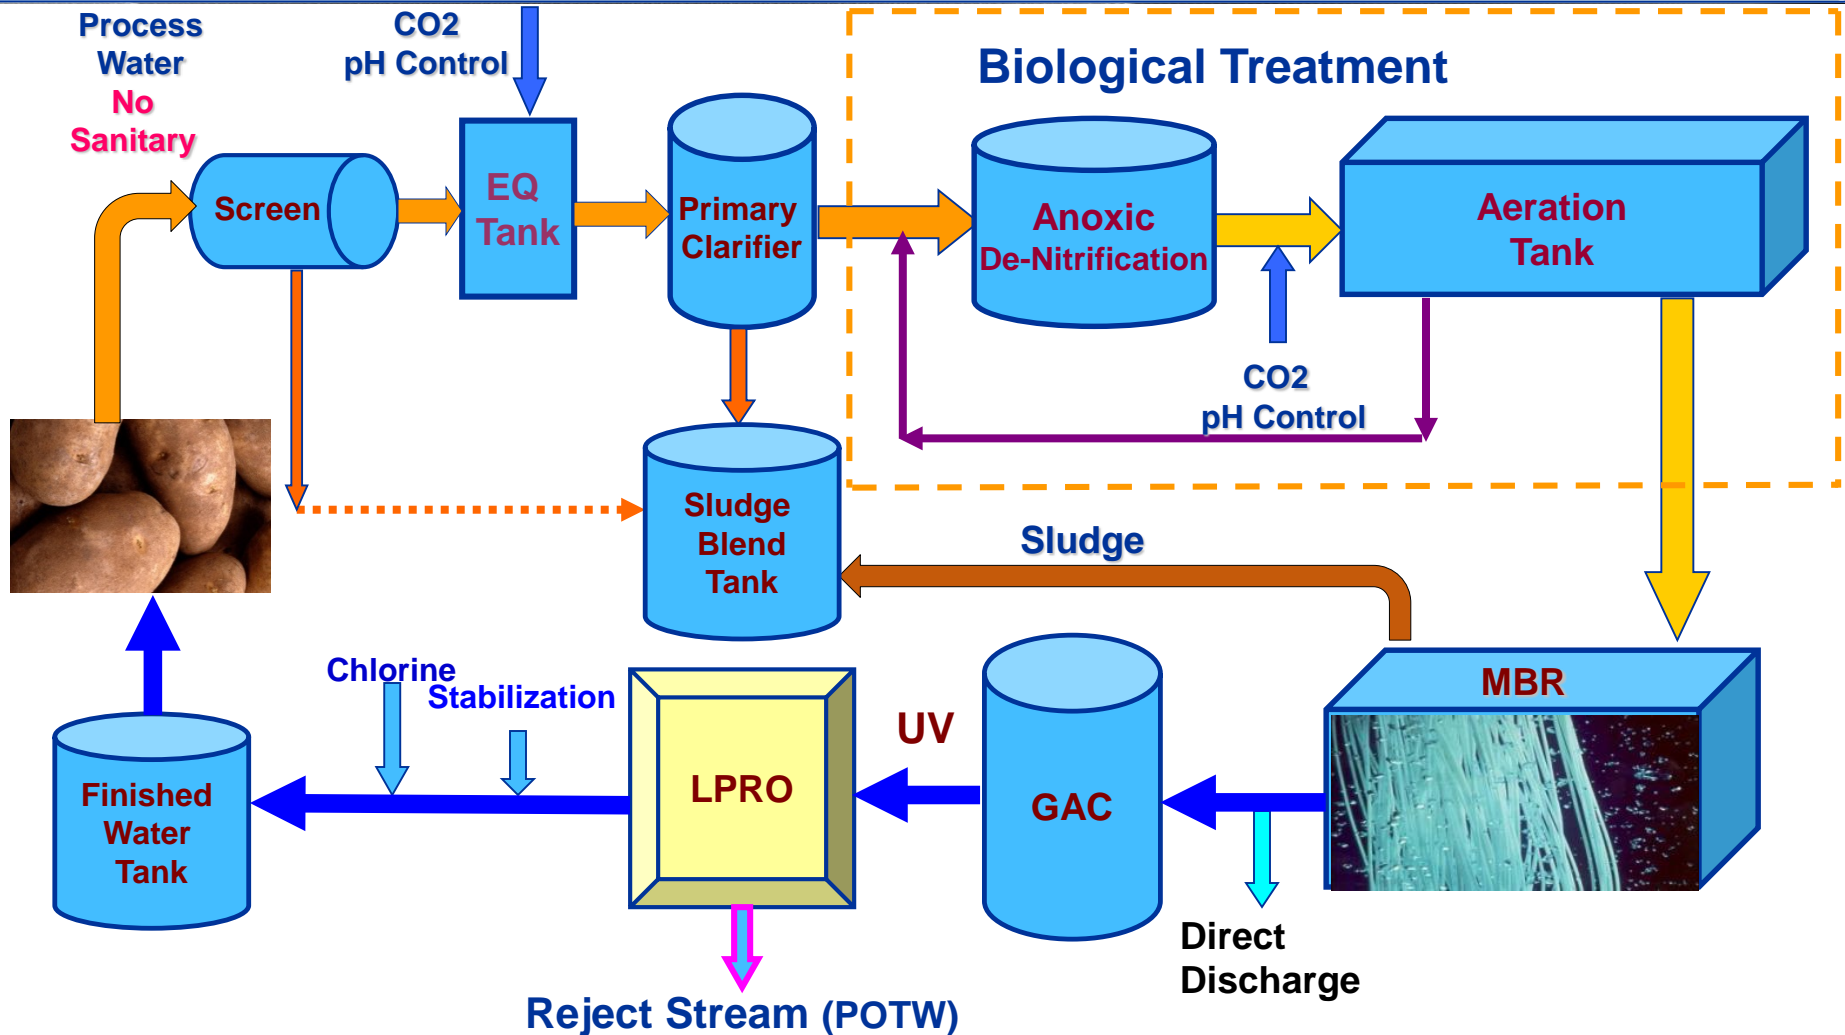 Process
Water
No
Sanitary
CO2
pH Control
Biological Treatment
Screen
EQ
Tank
Primary
Clarifier
Anoxic
De-Nitrification
Aeration
Tank
CO2
pH Control
Sludge
Blend
Tank
Sludge
MBR
Chlorine
Stabilization
UV
LPRO
GAC
Finished
Water
Tank
Direct
Discharge
Reject Stream (POTW)